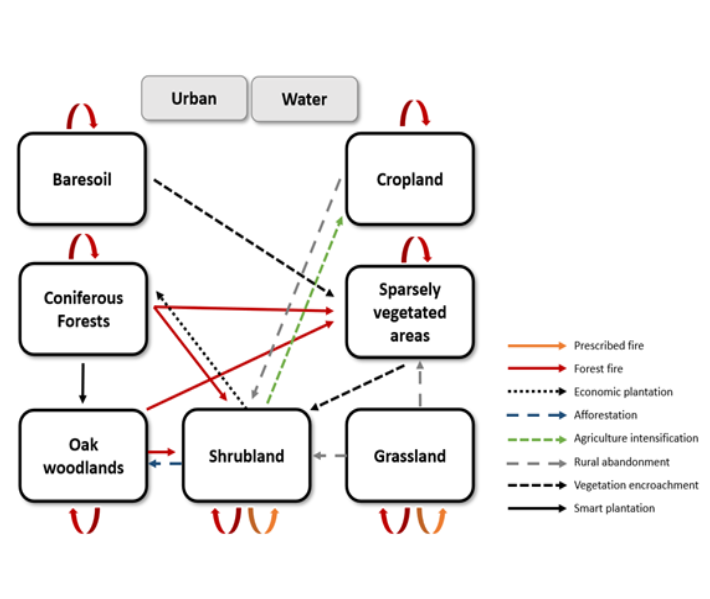 Urban
Water
Baresoil
Cropland
Coniferous
Forests
Sparsely
vegetated
areas
Oak
woodlands
Shrubland
Grassland
Prescribed fire
Forest fire
Economic plantation
Afforestation
Agriculture intensification
Rural abandonment
Vegetation encroachment
Smart plantation